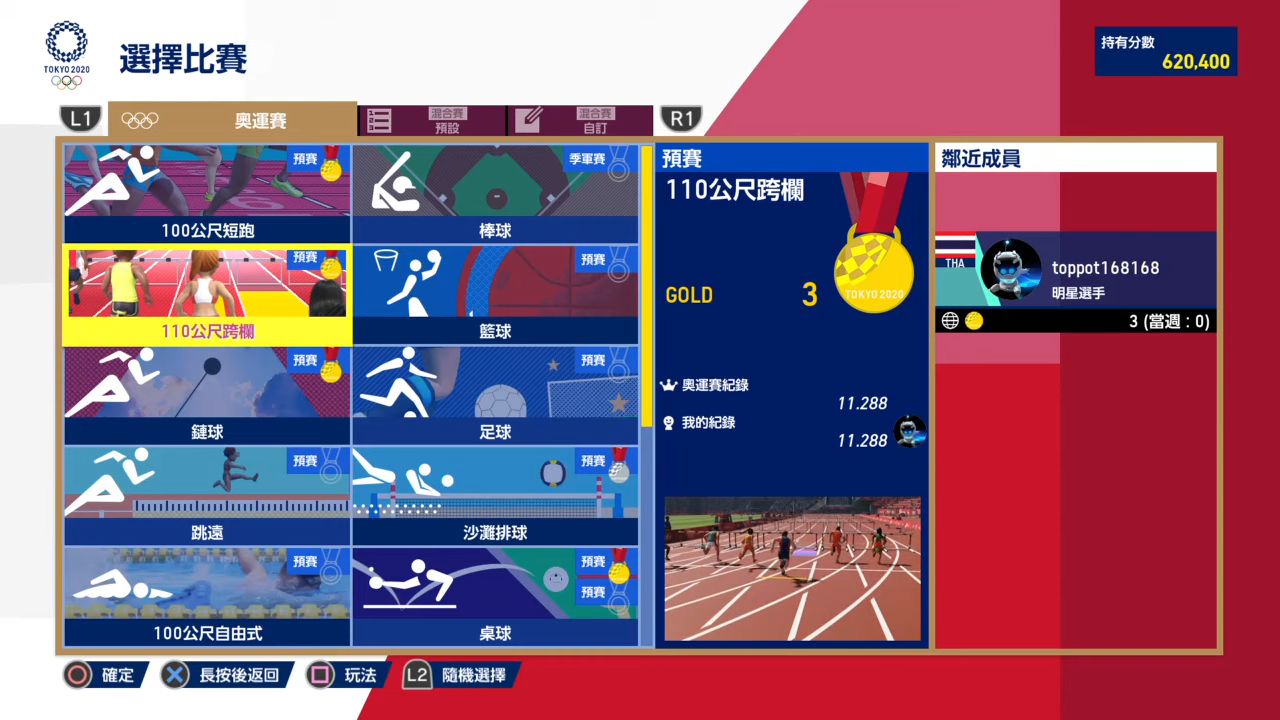 TOKYO 2020
選擇比賽
持有分數
620,400
L1
奧運賽
混合賽
預設
混合賽
自訂
R1
預賽
100公尺短跑
季軍賽
棒球
預賽
110公尺跨欄
預賽
籃球
預賽
鏈球
預賽
足球
預賽
跳遠
預賽
沙灘排球
預賽
100公尺自由式
預賽
預賽
桌球
預賽
110公尺跨欄
GOLD 3
TOKYO 2020
奧運賽紀錄
11.288
我的紀錄
11.288
鄰近成員
THA
toppot168168
明星選手
3 (當週 : 0)
確定
長按後返回
玩法
L2 隨機選擇